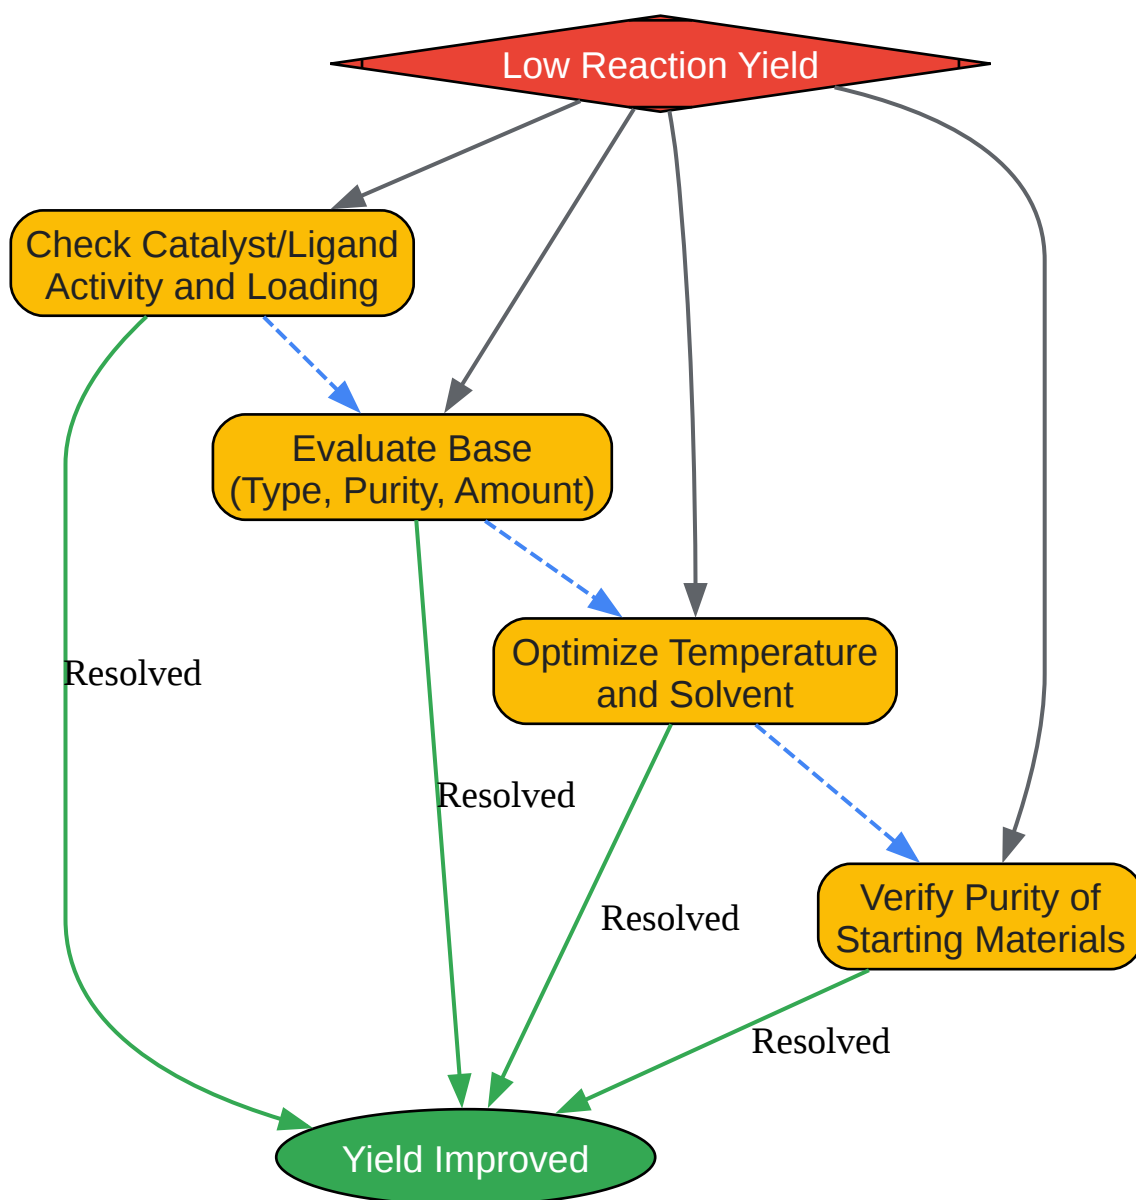 Low Reaction Yield
Check Catalyst/Ligand
Activity and Loading
Evaluate Base
(Type, Purity, Amount)
Optimize Temperature
and Solvent
Resolved
Resolved
Verify Purity of
Starting Materials
Resolved
Resolved
Yield Improved